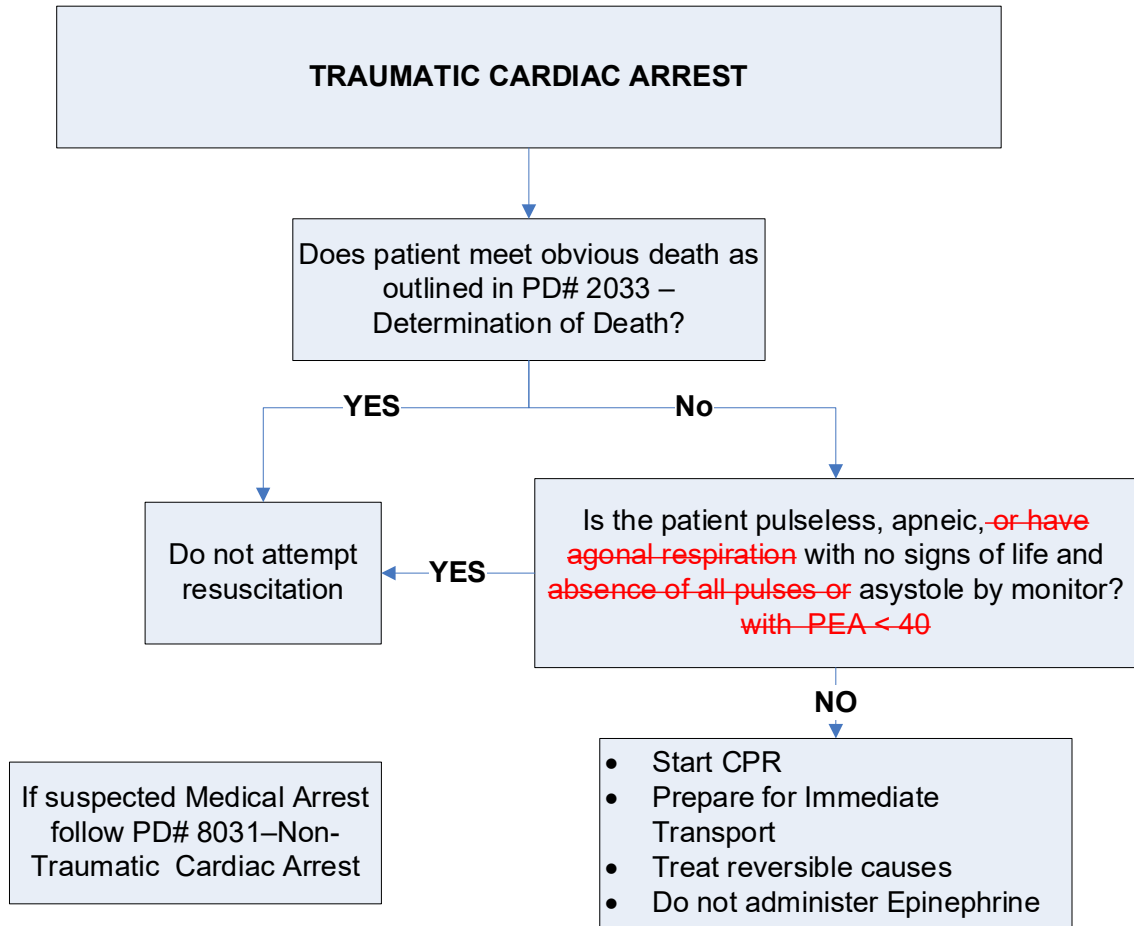 TRAUMATIC CARDIAC ARREST
Does patient meet obvious death as
outlined in PD# 2033 –
Determination of Death?
YES
No
Do not attempt
resuscitation
YES
Is the patient pulseless, apneic, or have
agonal respiration with no signs of life and
absence of all pulses or asystole by monitor?
with PEA < 40
NO
If suspected Medical Arrest
follow PD# 8031–Non-
Traumatic Cardiac Arrest
• Start CPR
• Prepare for Immediate
Transport
• Treat reversible causes
• Do not administer Epinephrine